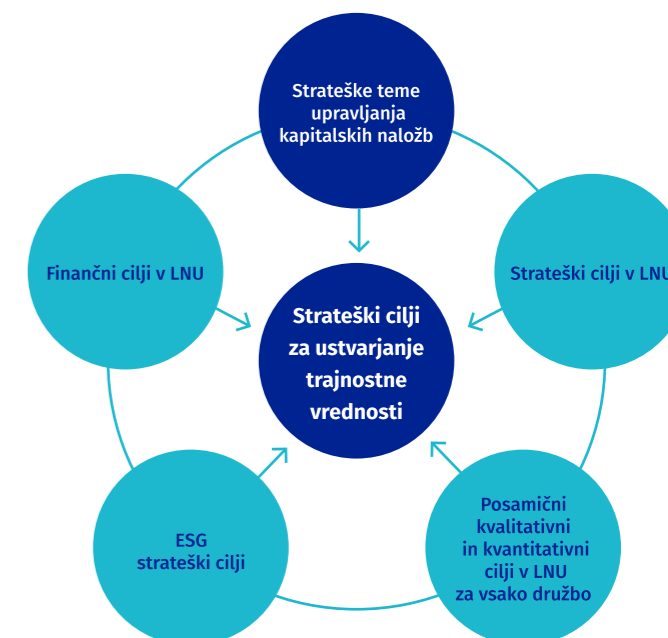 Strateške teme
upravljanja
kapitalskih naložb
Finančni cilji v LNU
Strateški cilji v LNU
Strateški cilji
za ustvarjanje
trajnostne
vrednosti
ESG
strateški cilji
Posamični
kvalitativni
in kvantitativni
cilji v LNU
za vsako družbo